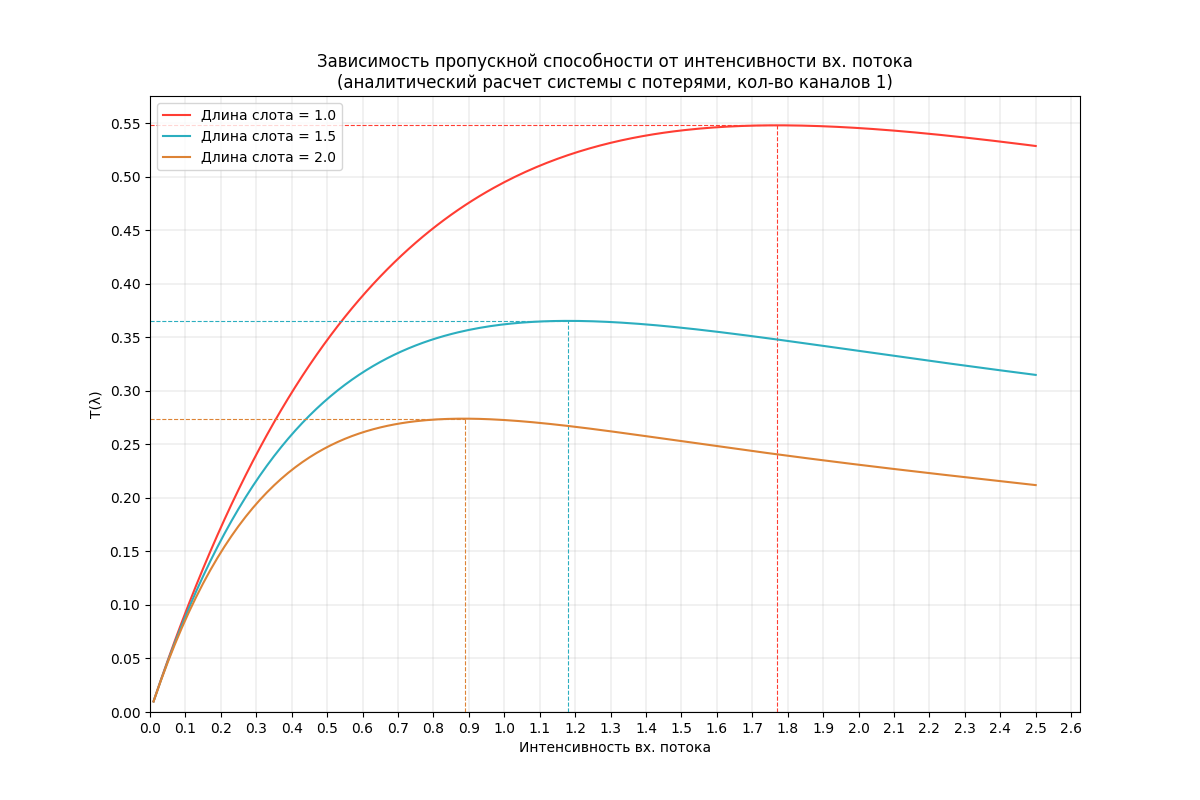 Зависимость пропускной способности от интенсивности вх. потока
(аналитический расчет системы с потерями, кол-во каналов 1)
Длина слота = 1.0
Длина слота = 1.5
Длина слота = 2.0
0.55
0.50
0.45
0.40
0.35
0.30
0.25
0.20
0.15
0.10
0.05
0.00
T(λ)
0.0 0.1 0.2 0.3 0.4 0.5 0.6 0.7 0.8 0.9 1.0 1.1 1.2 1.3 1.4 1.5 1.6 1.7 1.8 1.9 2.0 2.1 2.2 2.3 2.4 2.5 2.6
Интенсивность вх. потока